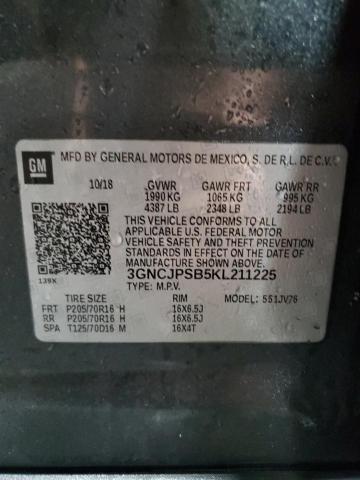 GM
MFD BY GENERAL MOTORS DE MEXICO, S. DE R.L. DE C.V.
10/18 GVWR GAWR FRT GAWR RR
1990 KG 1065 KG 995 KG
4387 LB 2348 LB 2194 LB
THIS VEHICLE CONFORMS TO ALL
APPLICABLE U.S. FEDERAL MOTOR
VEHICLE SAFETY AND THEFT PREVENTION
STANDARDS IN EFFECT ON THE DATE OF
MANUFACTURE SHOWN ABOVE.
3GNCJPSB5KL211225
139X TYPE: M.P.V.
TIRE SIZE RIM MODEL: 551JV76
FRT P205/70R16 H 16X6.5J
RR P205/70R16 H 16X6.5J
SPA T125/70D16 M 16X4T